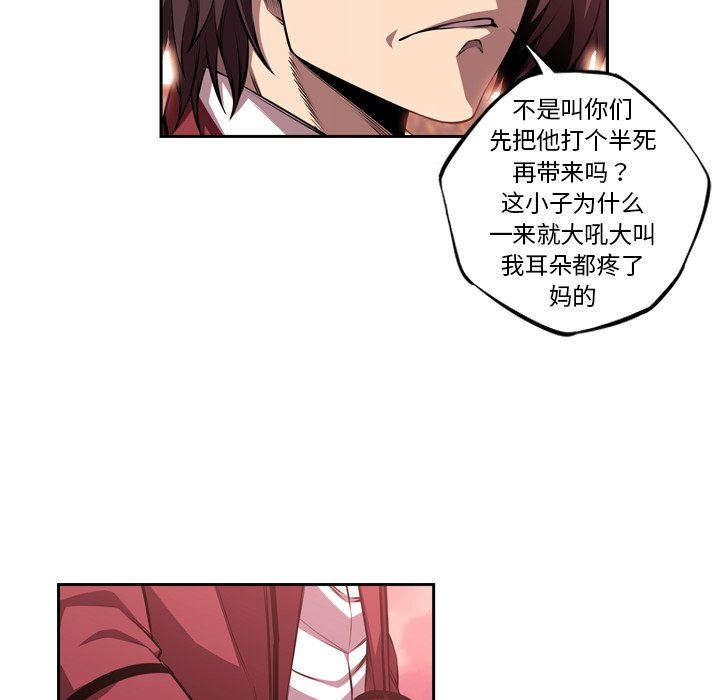 不是叫你们
先把他打个半死
再带来吗？
这小子为什么
一来就大吼大叫
我耳朵都疼了
妈的